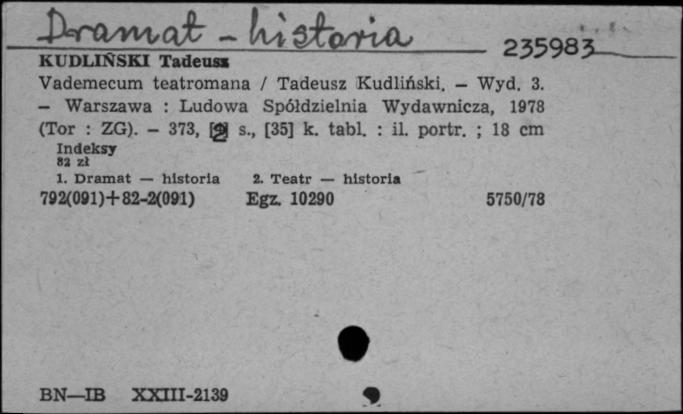 Dramat - historia
235983
KUDLIŃSKI Tadeusz
Vademecum teatromana / Tadeusz Kudliński. — Wyd. 3.
— Warszawa : Ludowa Spółdzielnia Wydawnicza, 1978
(Tor : ZG). — 373, [2] s., [35] k. tabl. : il. portr. ; 18 cm
Indeksy
82 zł
1. Dramat — historia 2. Teatr — historia
792(091)+82-2(091) Egz. 10290 5750/78
BN—IB XXIII-2139